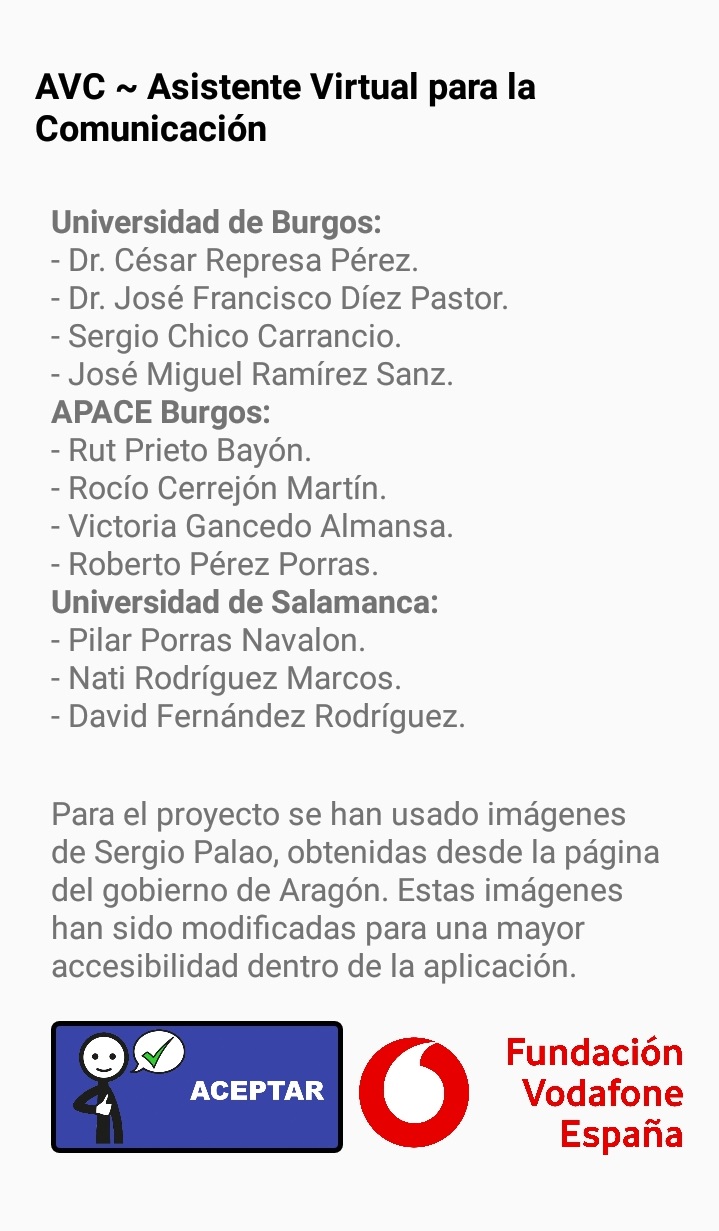 AVC ~ Asistente Virtual para la
Comunicación
Universidad de Burgos:
- Dr. César Represa Pérez.
- Dr. José Francisco Díez Pastor.
- Sergio Chico Carrancio.
- José Miguel Ramírez Sanz.
APACE Burgos:
- Rut Prieto Bayón.
- Rocío Cerrejón Martín.
- Victoria Gancedo Almansa.
- Roberto Pérez Porras.
Universidad de Salamanca:
- Pilar Porras Navalon.
- Nati Rodríguez Marcos.
- David Fernández Rodríguez.
Para el proyecto se han usado imágenes
de Sergio Palao, obtenidas desde la página
del gobierno de Aragón. Estas imágenes
han sido modificadas para una mayor
accesibilidad dentro de la aplicación.
ACEPTAR
Fundación
Vodafone
España